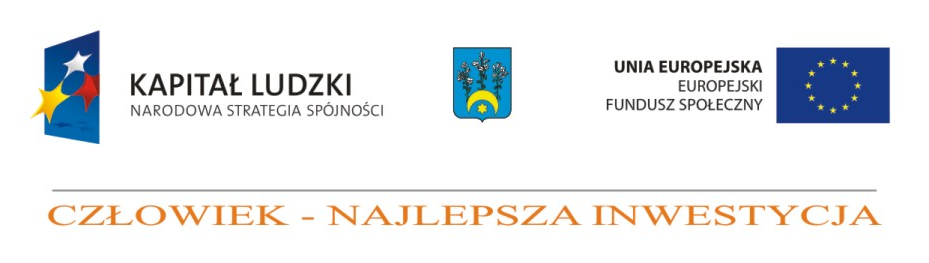 KAPITAŁ LUDZKI
NARODOWA STRATEGIA SPÓJNOŚCI
UNIA EUROPEJSKA
EUROPEJSKI
FUNDUSZ SPOŁECZNY
CZŁOWIEK - NAJLEPSZA INWESTYCJA